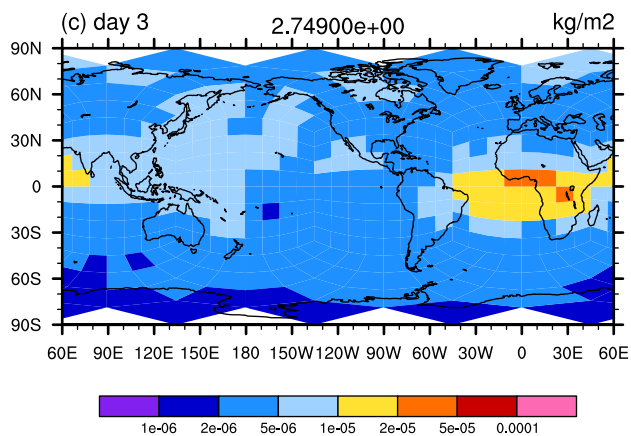 (c) day 3 2.74900e+00 kg/m2
90N
60N
30N
0
30S
60S
90S
60E 90E 120E 150E 180 150W 120W 90W 60W 30W 0 30E 60E
1e-06 2e-06 5e-06 1e-05 2e-05 5e-05 0.0001